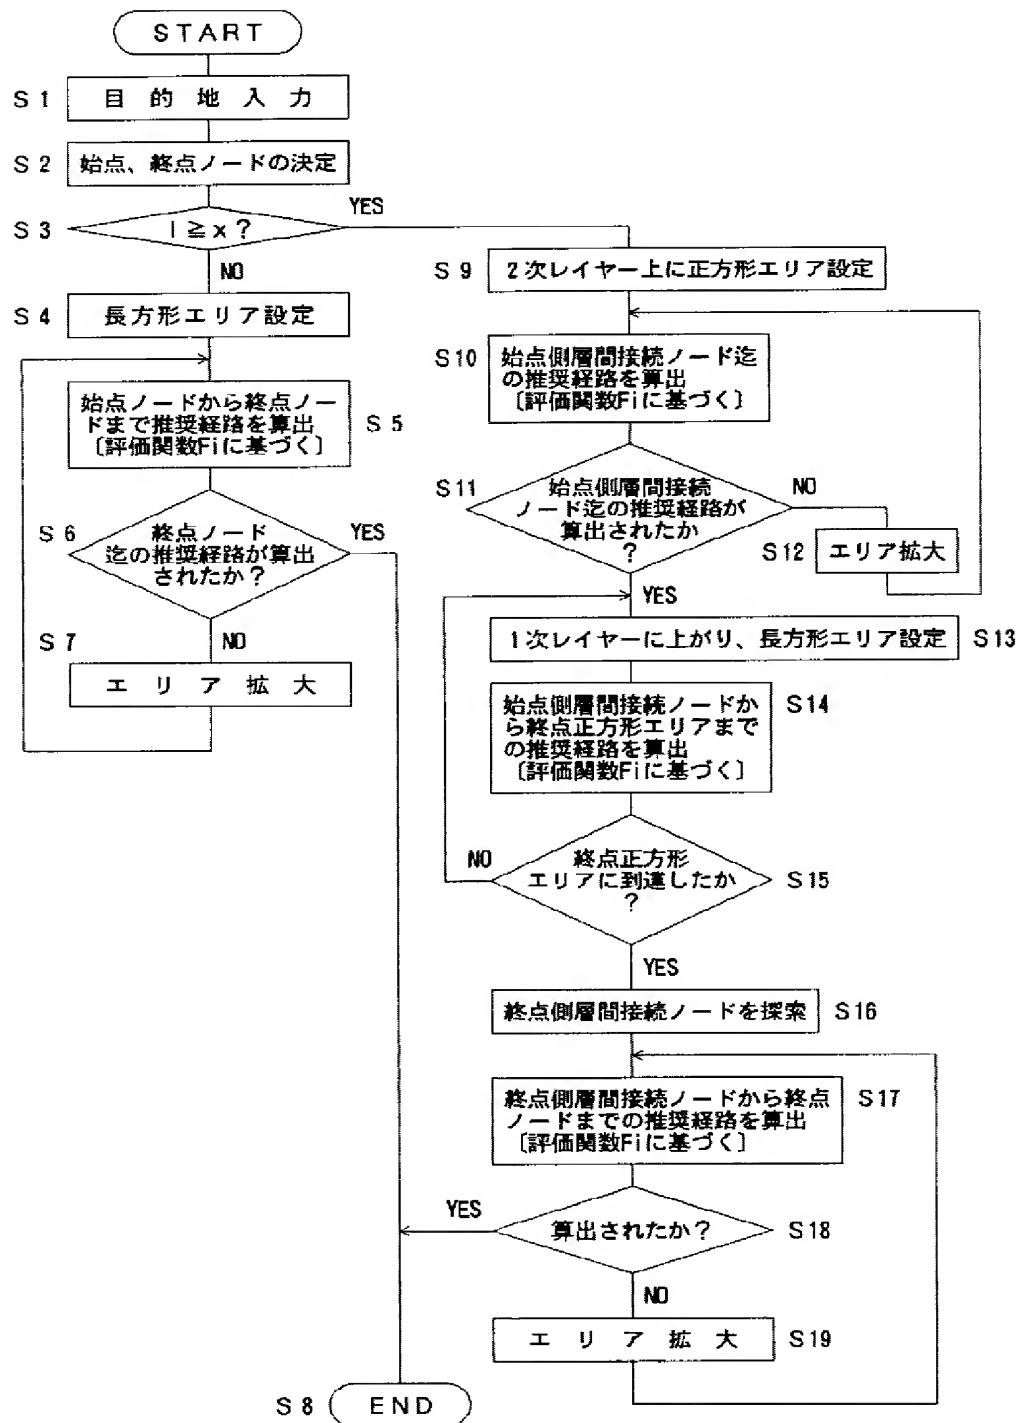 START
S1
目的地入力
S2
始点、終点ノードの決定
S3
l≧x?
YES
NO
S4
長方形エリア設定
始点ノードから終点ノー
ドまで推奨経路を算出
〔評価関数Fiに基づく〕
S5
S6
終点ノード
迄の推奨経路が算出
されたか?
YES
NO
S7
エリア拡大
S9
2次レイヤー上に正方形エリア設定
S10
始点側層間接続ノード迄
の推奨経路を算出
〔評価関数Fiに基づく〕
S11
始点側層間接続
ノード迄の推奨経路が
算出されたか
?
NO
S12
エリア拡大
YES
1次レイヤーに上がり、長方形エリア設定
S13
始点側層間接続ノードか
ら終点正方形エリアまで
の推奨経路を算出
〔評価関数Fiに基づく〕
S14
NO
終点正方形
エリアに到達したか
?
S15
YES
終点側層間接続ノードを探索
S16
終点側層間接続ノードから終点
ノードまでの推奨経路を算出
〔評価関数Fiに基づく〕
S17
YES
算出されたか?
S18
NO
エリア拡大
S19
S8
END